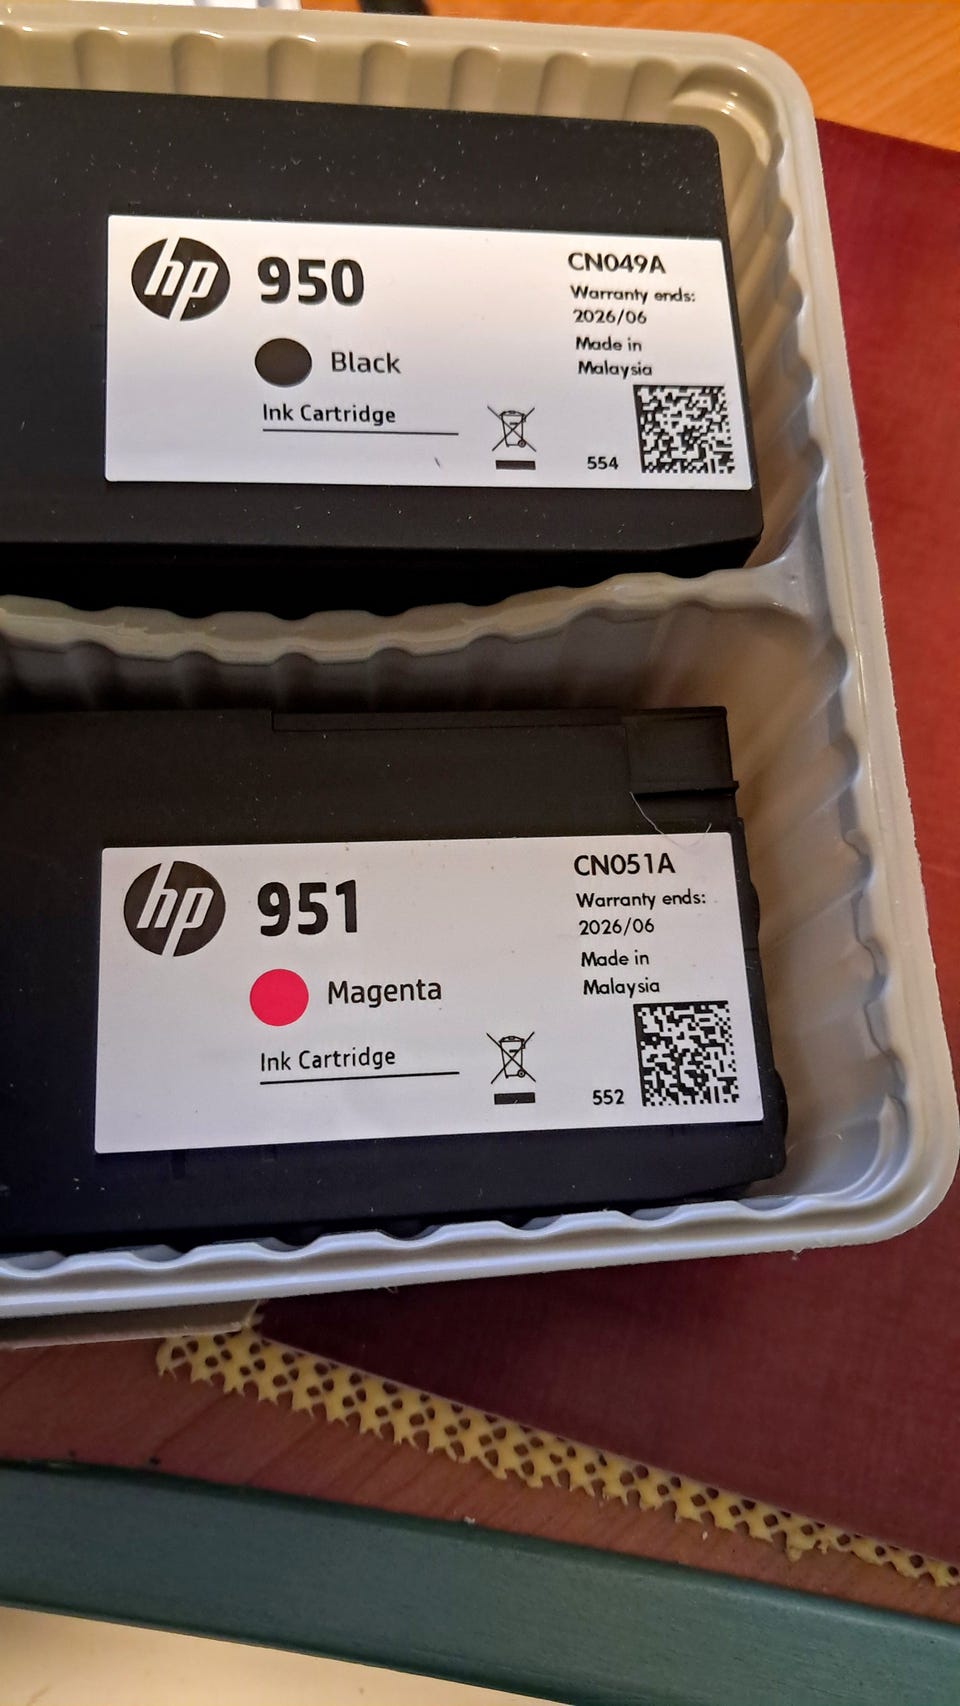 hp 950
Black
Ink Cartridge
CN049A
Warranty ends:
2026/06
Made in
Malaysia
554
hp 951
Magenta
Ink Cartridge
CN051A
Warranty ends:
2026/06
Made in
Malaysia
552